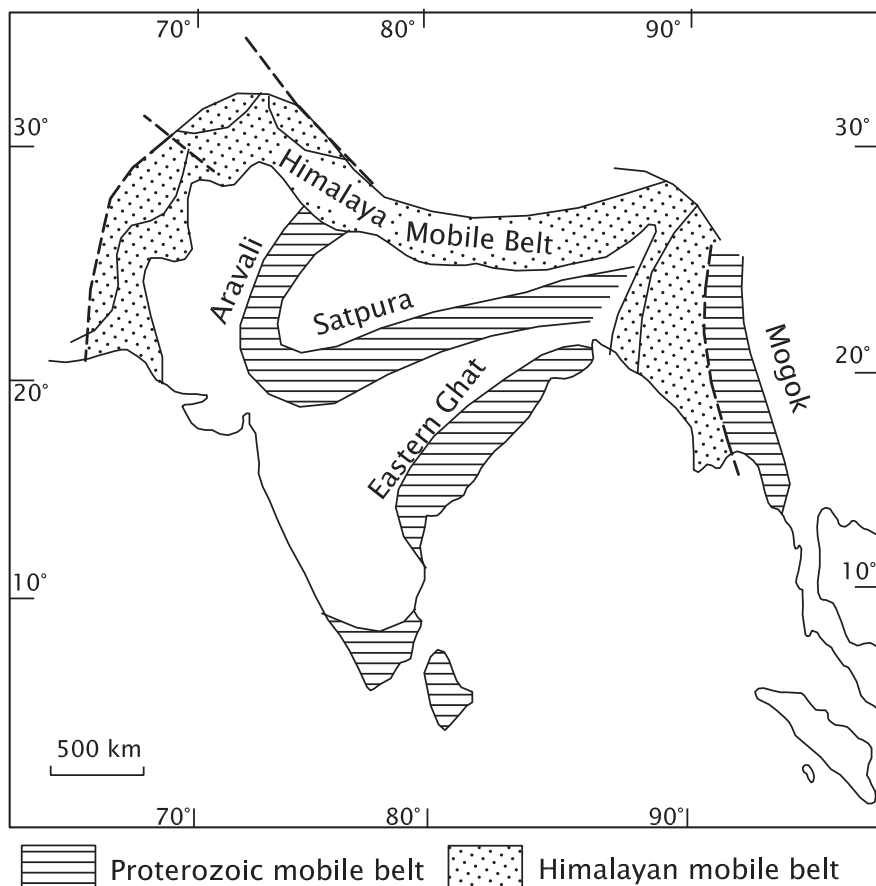 70°
80°
90°
30°
30°
Himalaya
Mobile Belt
Aravali
Satpura
Mogok
20°
20°
Eastern Ghat
10°
10°
500 km
70°
80°
90°
Proterozoic mobile belt
Himalayan mobile belt